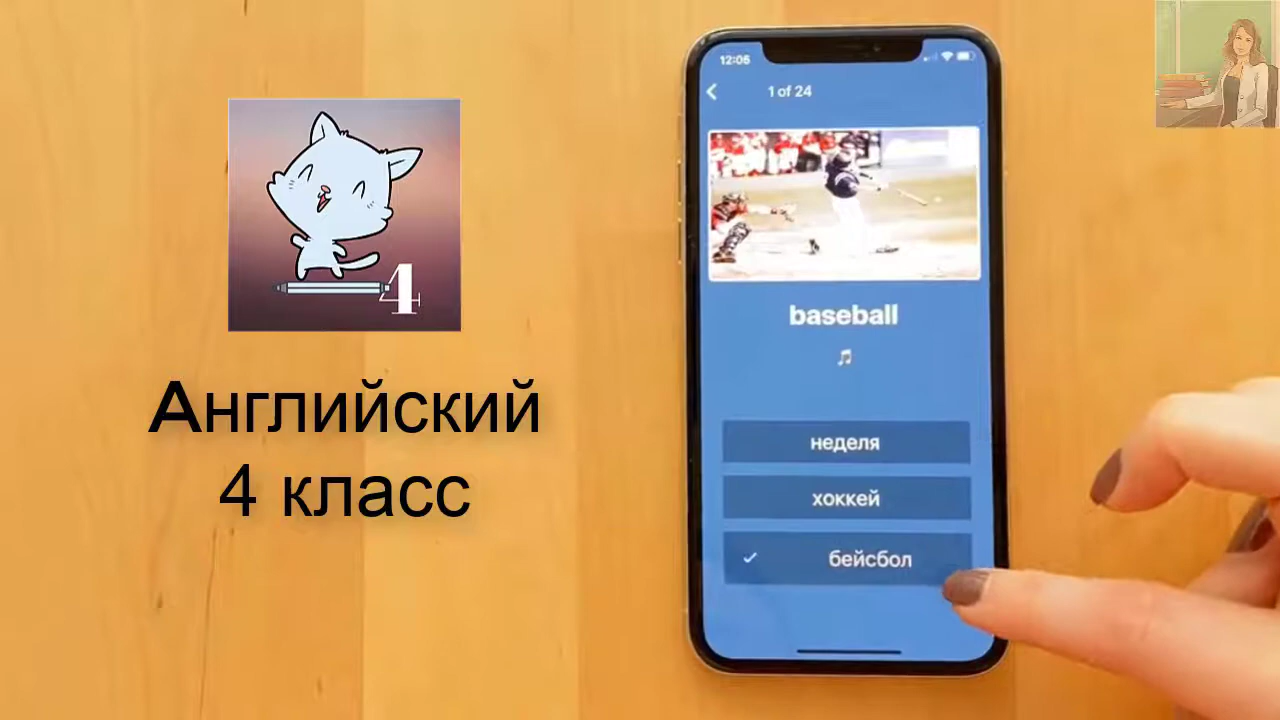 4
Английский
4 класс
12:05
1 of 24
baseball
неделя
хоккей
бейсбол